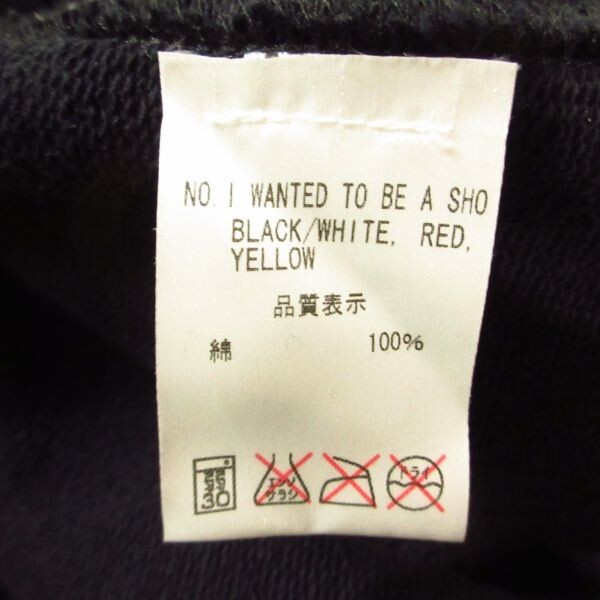 NO. I WANTED TO BE A SHO
BLACK/WHITE, RED,
YELLOW
品質表示
綿 100%
エンソ
サラシ
ドライ